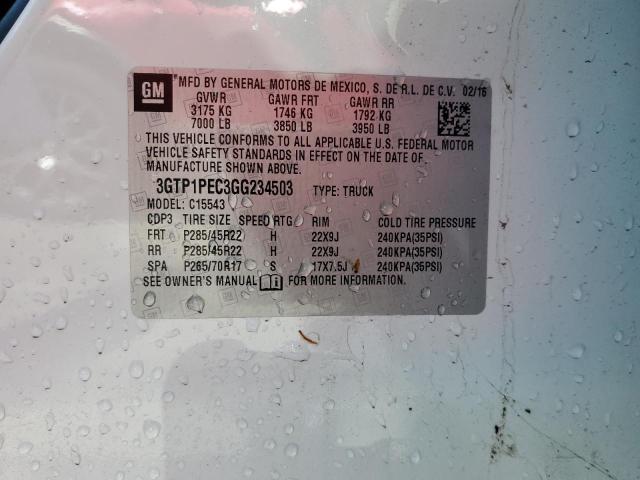 GM
MFD BY GENERAL MOTORS DE MEXICO, S. DE R.L. DE C.V. 02/16
GVWR GAWR FRT GAWR RR
3175 KG 1746 KG 1792 KG
7000 LB 3850 LB 3950 LB
THIS VEHICLE CONFORMS TO ALL APPLICABLE U.S. FEDERAL MOTOR
VEHICLE SAFETY STANDARDS IN EFFECT ON THE DATE OF
MANUFACTURE SHOWN ABOVE.
3GTP1PEC3GG234503 TYPE: TRUCK
MODEL: C15543
CDP3 TIRE SIZE SPEED RTG RIM COLD TIRE PRESSURE
FRT P285/45R22 H 22X9J 240KPA(35PSI)
RR P285/45R22 H 22X9J 240KPA(35PSI)
SPA P265/70R17 S 17X7.5J 240KPA(35PSI)
SEE OWNER'S MANUAL FOR MORE INFORMATION.